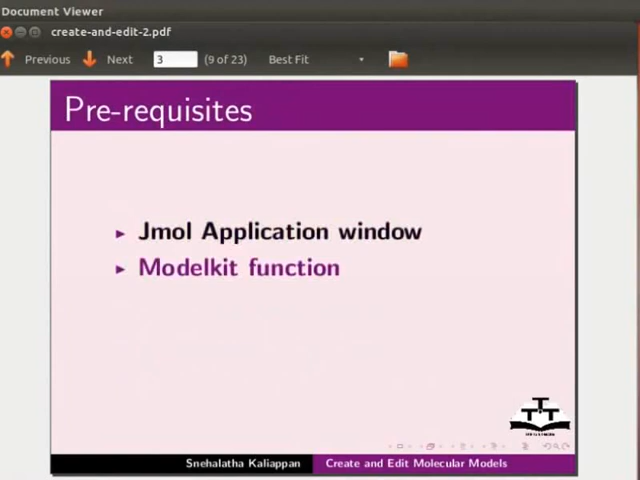 Document Viewer
create-and-edit-2.pdf
Previous Next 3 (9 of 23) Best Fit
Pre-requisites
Jmol Application window
Modelkit function
Snehalatha Kaliappan Create and Edit Molecular Models